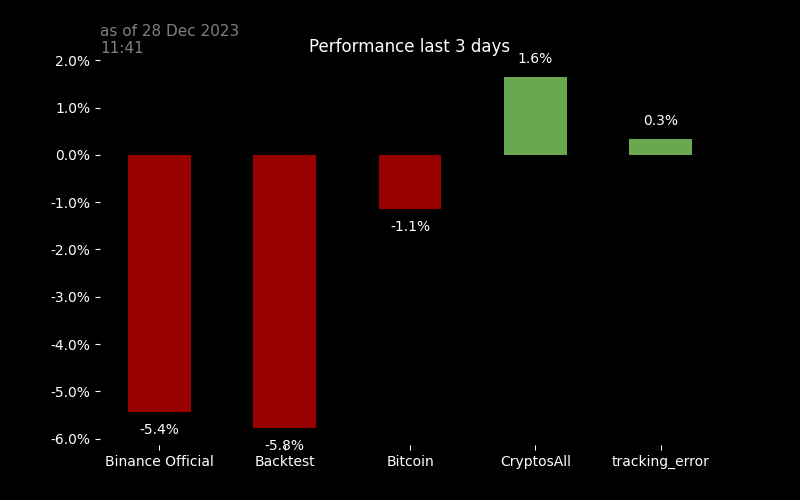 as of 28 Dec 2023
11:41
Performance last 3 days
2.0%
1.0%
0.0%
-1.0%
-2.0%
-3.0%
-4.0%
-5.0%
-6.0%
-5.4%
-5.8%
-1.1%
1.6%
0.3%
Binance Official
Backtest
Bitcoin
CryptosAll
tracking_error